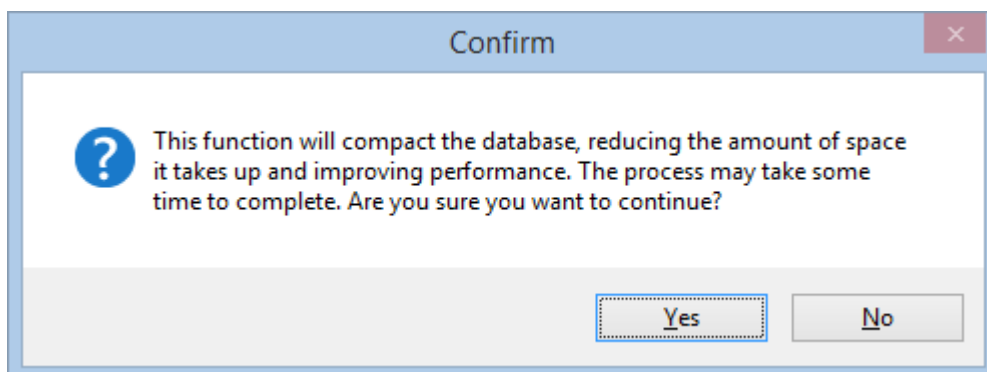 Confirm
This function will compact the database, reducing the amount of space
it takes up and improving performance. The process may take some
time to complete. Are you sure you want to continue?
Yes
No